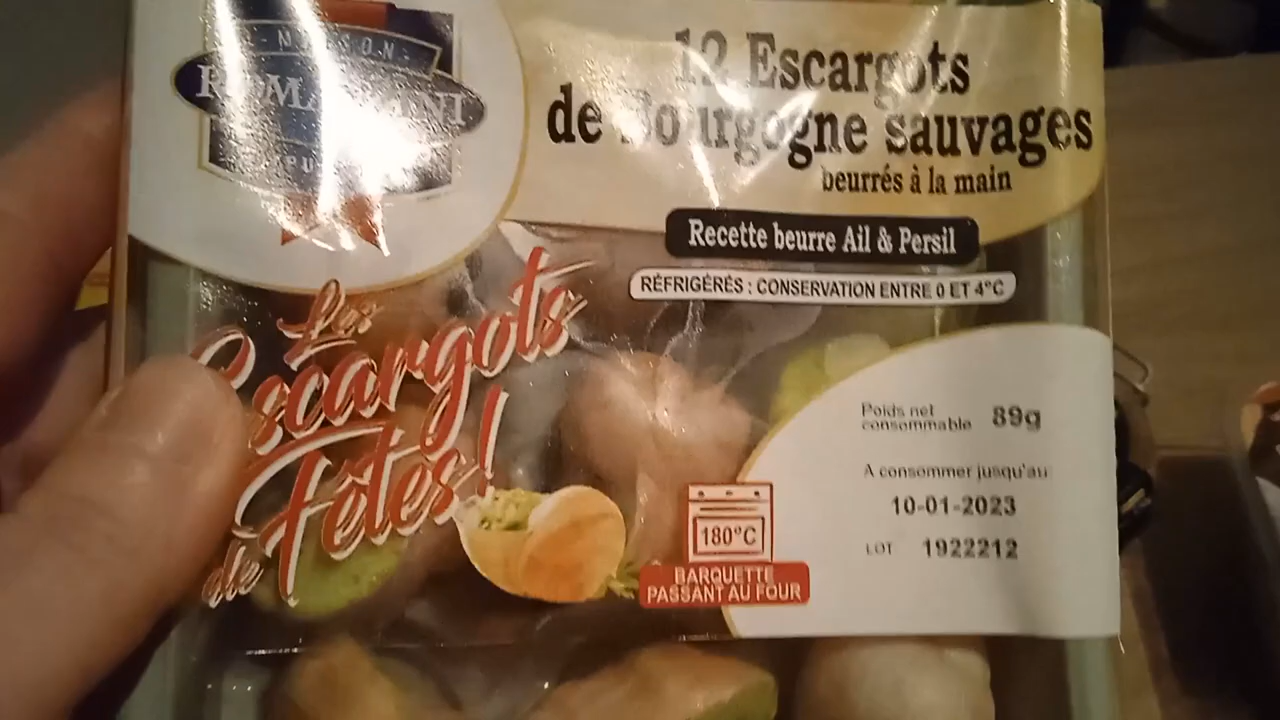 MAISON
ROMANZINI
12 Escargots
de Bourgogne sauvages
beurrés à la main
Recette beurre Ail & Persil
RÉFRIGÉRÉS : CONSERVATION ENTRE 0 ET 4°C
Les
Escargots
de Fêtes !
Poids net
consommable 89g
A consommer jusqu'au
10-01-2023
LOT 1922212
180°C
BARQUETTE
PASSANT AU FOUR